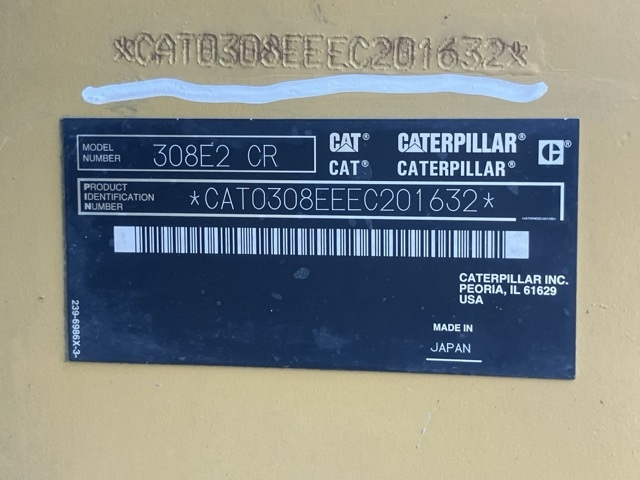 *CAT0308EEEC201632*
MODEL NUMBER 308E2 CR
CAT® CATERPILLAR® C
CAT® CATERPILLAR®
PRODUCT IDENTIFICATION NUMBER *CAT0308EEEC201632*
CATERPILLAR INC.
PEORIA, IL 61629
USA
MADE IN
JAPAN
239-6986X-3-